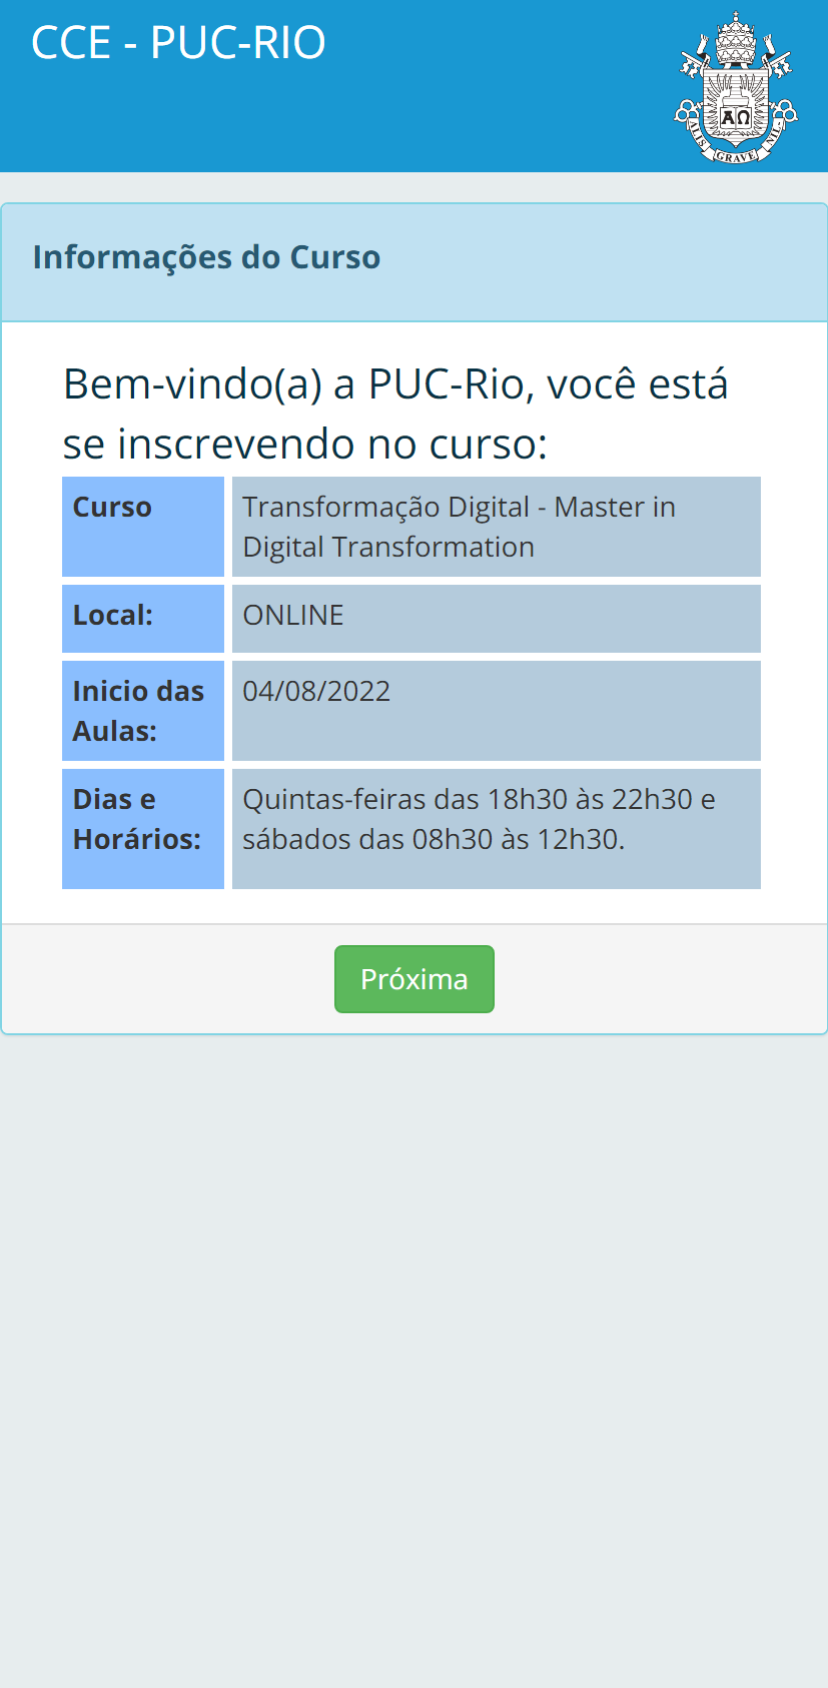 CCE - PUC-RIO
ΑΩ
ALIS
GRAVE
NIL
Informações do Curso
Bem-vindo(a) a PUC-Rio, você está
se inscrevendo no curso:
Curso
Transformação Digital - Master in
Digital Transformation
Local:
ONLINE
Inicio das
Aulas:
04/08/2022
Dias e
Horários:
Quintas-feiras das 18h30 às 22h30 e
sábados das 08h30 às 12h30.
Próxima